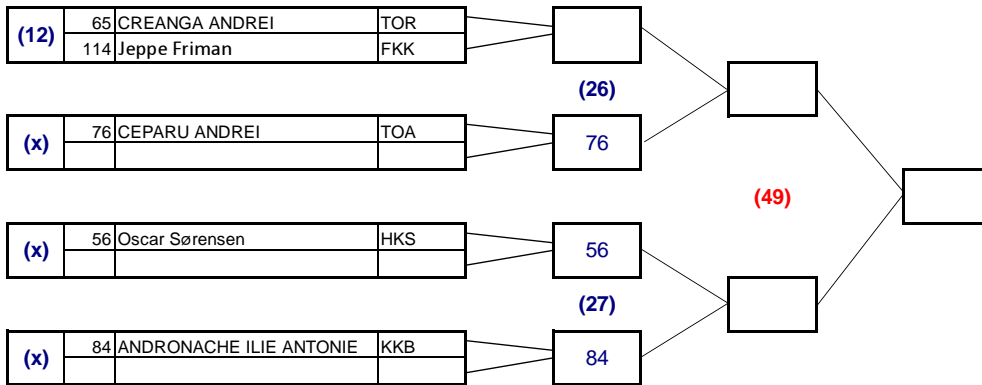 (12) 65 CREANGA ANDREI TOR
114 Jeppe Friman FKK
(26)
(x) 76 CEPARU ANDREI TOA 76
(49)
(x) 56 Oscar Sørensen HKS 56
(27)
(x) 84 ANDRONACHE ILIE ANTONIE KKB 84